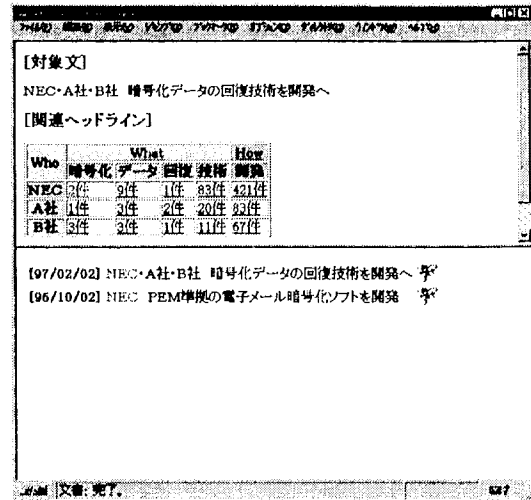 [対象文]
NEC・A社・B社 暗号化データの回復技術を開発へ
[関連ヘッドライン]
Who What How
暗号化 データ 回復 技術 開発
NEC 2件 9件 1件 83件 421件
A社 1件 3件 2件 20件 83件
B社 3件 3件 1件 11件 67件
[97/02/02] NEC・A社・B社 暗号化データの回復技術を開発へ
[96/10/02] NEC PEM準拠の電子メール暗号化ソフトを開発
文書: 完了。